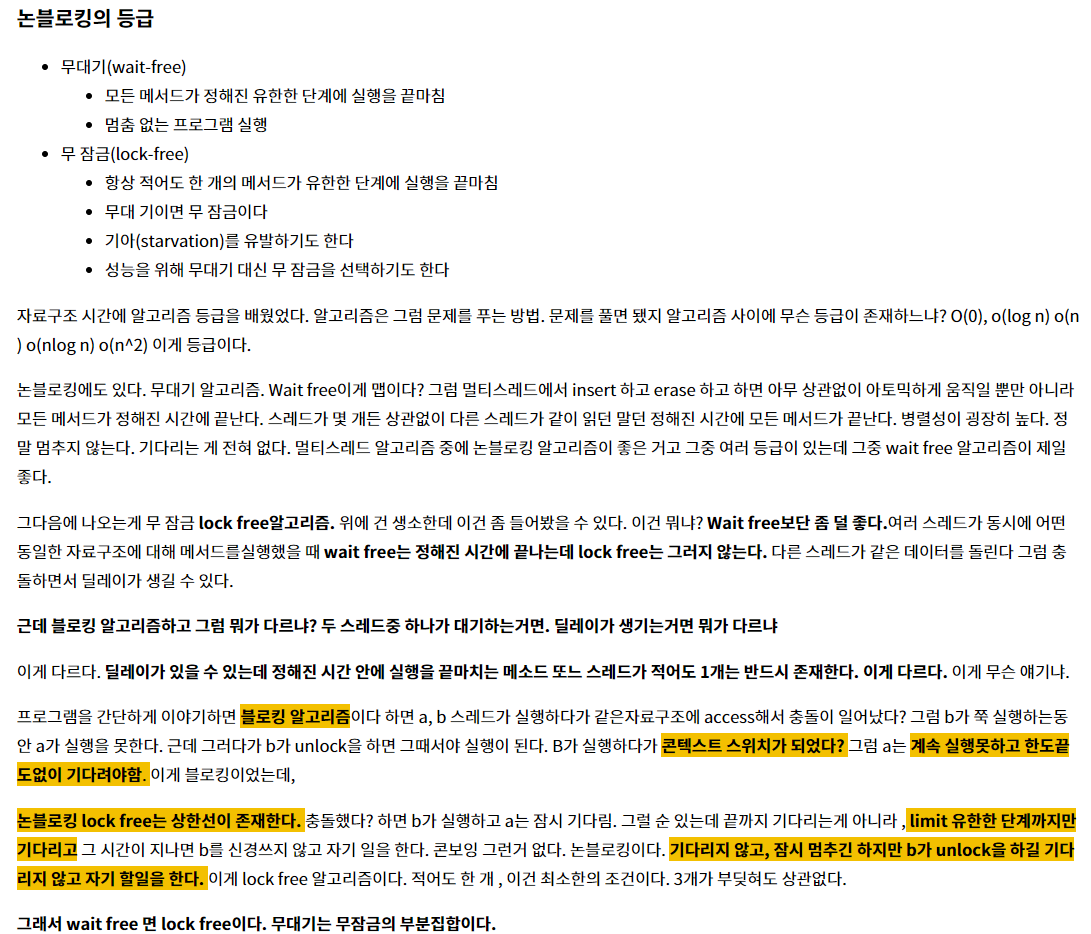 논블로킹의 등급
• 무대기(wait-free)
• 모든 메서드가 정해진 유한한 단계에 실행을 끝마침
• 멈춤 없는 프로그램 실행
• 무 잠금(lock-free)
• 항상 적어도 한 개의 메서드가 유한한 단계에 실행을 끝마침
• 무대 기이면 무 잠금이다
• 기아(starvation)를 유발하기도 한다
• 성능을 위해 무대기 대신 무 잠금을 선택하기도 한다
자료구조 시간에 알고리즘 등급을 배웠었다. 알고리즘은 그럼 문제를 푸는 방법. 문제를 풀면 됐지 알고리즘 사이에 무슨 등급이 존재하느냐? O(0), o(log n) o(n
) o(nlog n) o(n^2) 이게 등급이다.
논블로킹에도 있다. 무대기 알고리즘. Wait free이게 맵이다? 그럼 멀티스레드에서 insert 하고 erase 하고 하면 아무 상관없이 아토믹하게 움직일 뿐만 아니라
모든 메서드가 정해진 시간에 끝난다. 스레드가 몇 개든 상관없이 다른 스레드가 같이 읽던 말던 정해진 시간에 모든 메서드가 끝난다. 병렬성이 굉장히 높다. 정
말 멈추지 않는다. 기다리는 게 전혀 없다. 멀티스레드 알고리즘 중에 논블로킹 알고리즘이 좋은 거고 그중 여러 등급이 있는데 그중 wait free 알고리즘이 제일
좋다.
그다음에 나오는게 무 잠금 lock free알고리즘. 위에 건 생소한데 이건 좀 들어봤을 수 있다. 이건 뭐냐? Wait free보단 좀 덜 좋다.여러 스레드가 동시에 어떤
동일한 자료구조에 대해 메서드를실행했을 때 wait free는 정해진 시간에 끝나는데 lock free는 그러지 않는다. 다른 스레드가 같은 데이터를 돌린다 그럼 충
돌하면서 딜레이가 생길 수 있다.
근데 블로킹 알고리즘하고 그럼 뭐가 다르냐? 두 스레드중 하나가 대기하는거면. 딜레이가 생기는거면 뭐가 다르냐
이게 다르다. 딜레이가 있을 수 있는데 정해진 시간 안에 실행을 끝마치는 메소드 또느 스레드가 적어도 1개는 반드시 존재한다. 이게 다르다. 이게 무슨 얘기냐.
프로그램을 간단하게 이야기하면 블로킹 알고리즘이다 하면 a, b 스레드가 실행하다가 같은자료구조에 access해서 충돌이 일어났다? 그럼 b가 쭉 실행하는동
안 a가 실행을 못한다. 근데 그러다가 b가 unlock을 하면 그때서야 실행이 된다. B가 실행하다가 콘텍스트 스위치가 되었다? 그럼 a는 계속 실행못하고 한도끝
도없이 기다려야함. 이게 블로킹이었는데,
논블로킹 lock free는 상한선이 존재한다. 충돌했다? 하면 b가 실행하고 a는 잠시 기다림. 그럴 순 있는데 끝까지 기다리는게 아니라 , limit 유한한 단계까지만
기다리고 그 시간이 지나면 b를 신경쓰지 않고 자기 일을 한다. 콘보잉 그런거 없다. 논블로킹이다. 기다리지 않고, 잠시 멈추긴 하지만 b가 unlock을 하길 기다
리지 않고 자기 할일을 한다. 이게 lock free 알고리즘이다. 적어도 한 개 , 이건 최소한의 조건이다. 3개가 부딪혀도 상관없다.
그래서 wait free 면 lock free이다. 무대기는 무잠금의 부분집합이다.